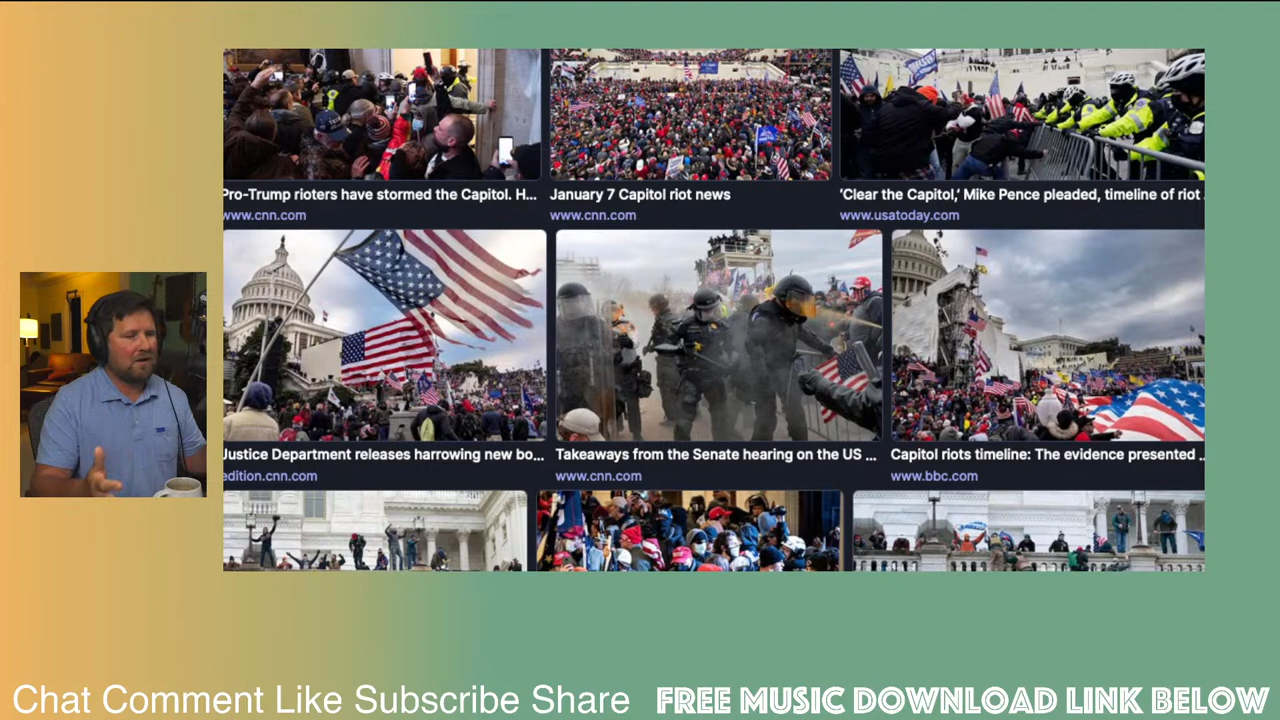 Pro-Trump rioters have stormed the Capitol. H...
www.cnn.com
January 7 Capitol riot news
www.cnn.com
'Clear the Capitol,' Mike Pence pleaded, timeline of riot
www.usatoday.com
Justice Department releases harrowing new bo...
edition.cnn.com
Takeaways from the Senate hearing on the US ...
www.cnn.com
Capitol riots timeline: The evidence presented ..
www.bbc.com
Chat Comment Like Subscribe Share
FREE MUSIC DOWNLOAD LINK BELOW